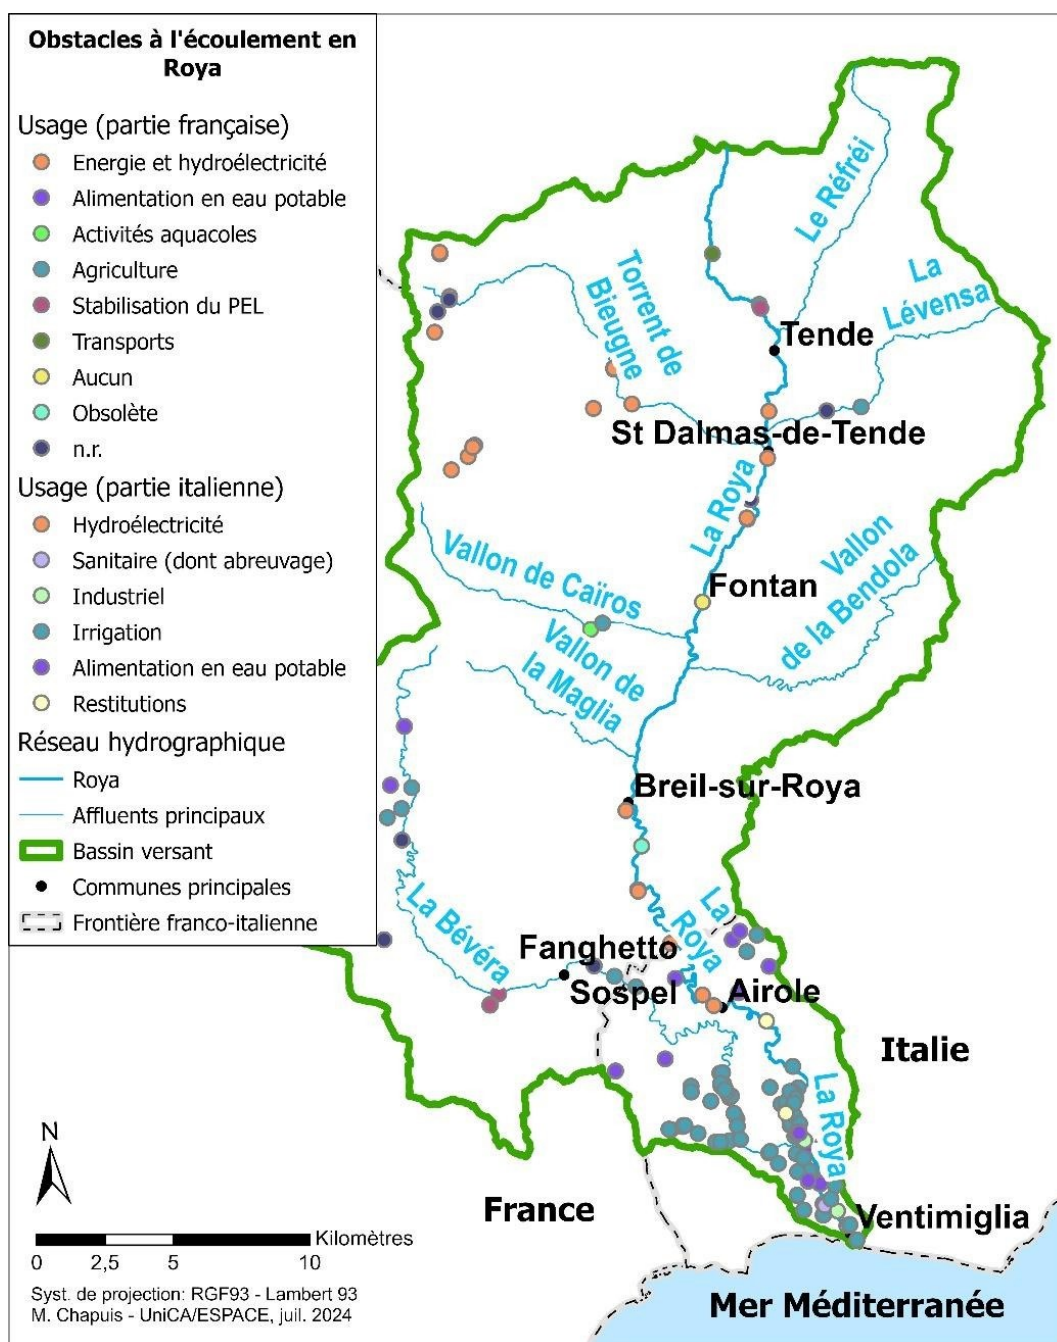 Obstacles à l'écoulement en
Roya
Usage (partie française)
Energie et hydroélectricité
Alimentation en eau potable
Activités aquacoles
Agriculture
Stabilisation du PEL
Transports
Aucun
Obsolète
n.r.
Usage (partie italienne)
Hydroélectricité
Sanitaire (dont abreuvage)
Industriel
Irrigation
Alimentation en eau potable
Restitutions
Réseau hydrographique
Roya
Affluents principaux
Bassin versant
Communes principales
Frontière franco-italienne
Le Réfréi
La
Lévensa
Torrent de
Bieugne
Tende
St Dalmas-de-Tende
La Roya
Vallon de Caïros
Fontan
Vallon
de la Bendola
Vallon de
la Maglia
Breil-sur-Roya
La Bévéra
La
Roya
Fanghetto
Sospel
Airole
Italie
La Roya
France
Ventimiglia
Mer Méditerranée
N
0
2,5
5
10
Kilomètres
Syst. de projection: RGF93 - Lambert 93
M. Chapuis - UniCA/ESPACE, juil. 2024